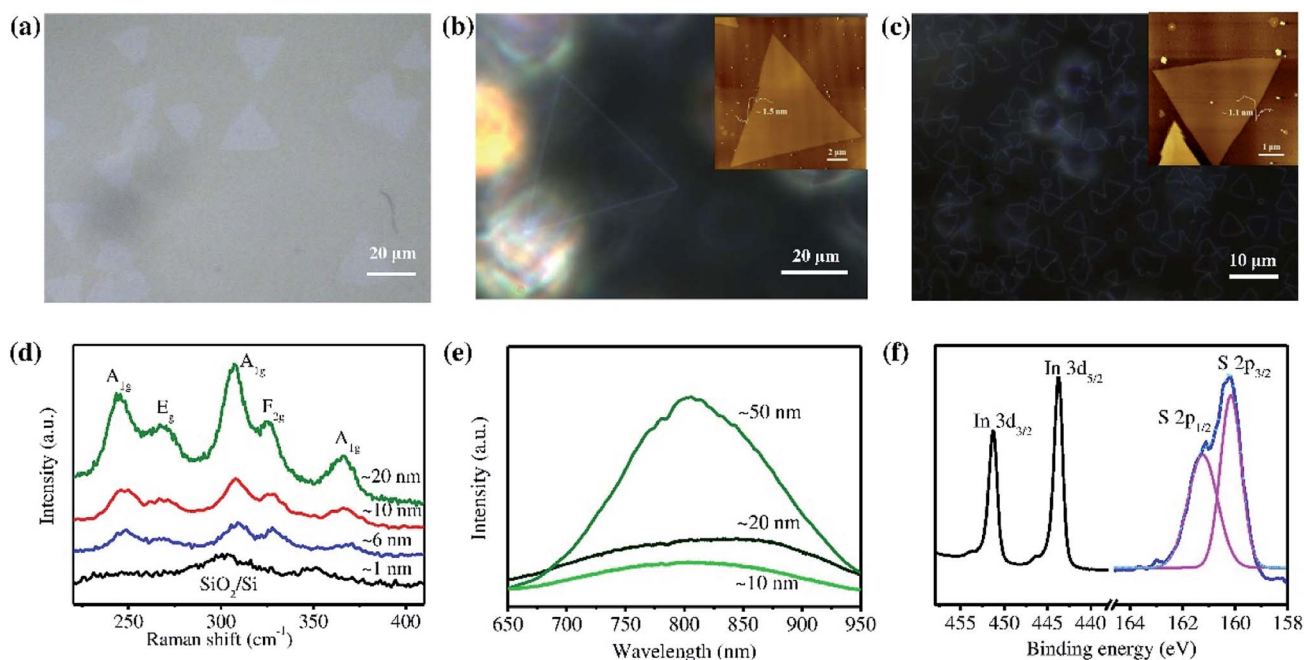 (a)
20 μm
(b)
~ 1.5 nm
2 μm
20 μm
(c)
~ 1.1 nm
1 μm
10 μm
(d)
A1g
Eg
A1g
F2g
A1g
~20 nm
~10 nm
~6 nm
~1 nm
SiO2/Si
Intensity (a.u.)
250 300 350 400
Raman shift (cm-1)
(e)
~50 nm
~20 nm
~10 nm
Intensity (a.u.)
650 700 750 800 850 900 950
Wavelength (nm)
(f)
In 3d3/2
In 3d5/2
S 2p1/2
S 2p3/2
Intensity (a.u.)
455 450 445 440 164 162 160 158
Binding energy (eV)